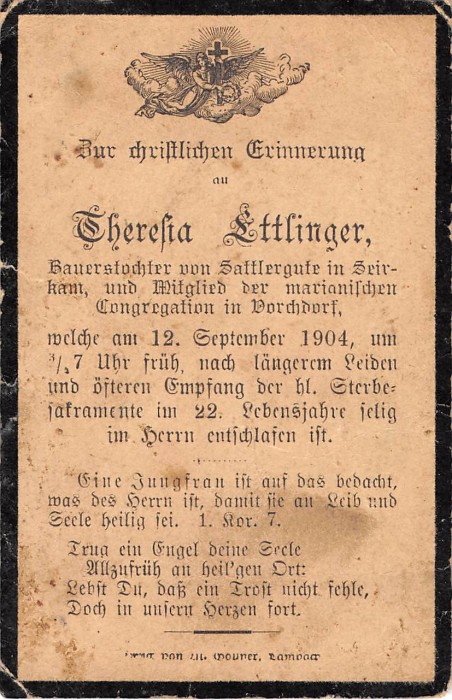 Zur christlichen Erinnerung
an
Theresia Ettlinger,
Bauerstochter von Sattlergute in Seir-
kam, und Mitglied der marianischen
Congregation in Vorchdorf,
welche am 12. September 1904, um
7 Uhr früh, nach längerem Leiden
und öfteren Empfang der hl. Sterbe-
sakramente im 22. Lebensjahre selig
im Herrn entschlafen ist.
Eine Jungfrau ist auf das bedacht,
was des Herrn ist, damit sie an Leib und
Seele heilig sei. 1. Kor. 7.
Trug ein Engel deine Seele
Allzufrüh an heil'gen Ort:
Lebst Du, daß ein Trost nicht fehle,
Doch in unsern Herzen fort.
Druck von M. Lambach